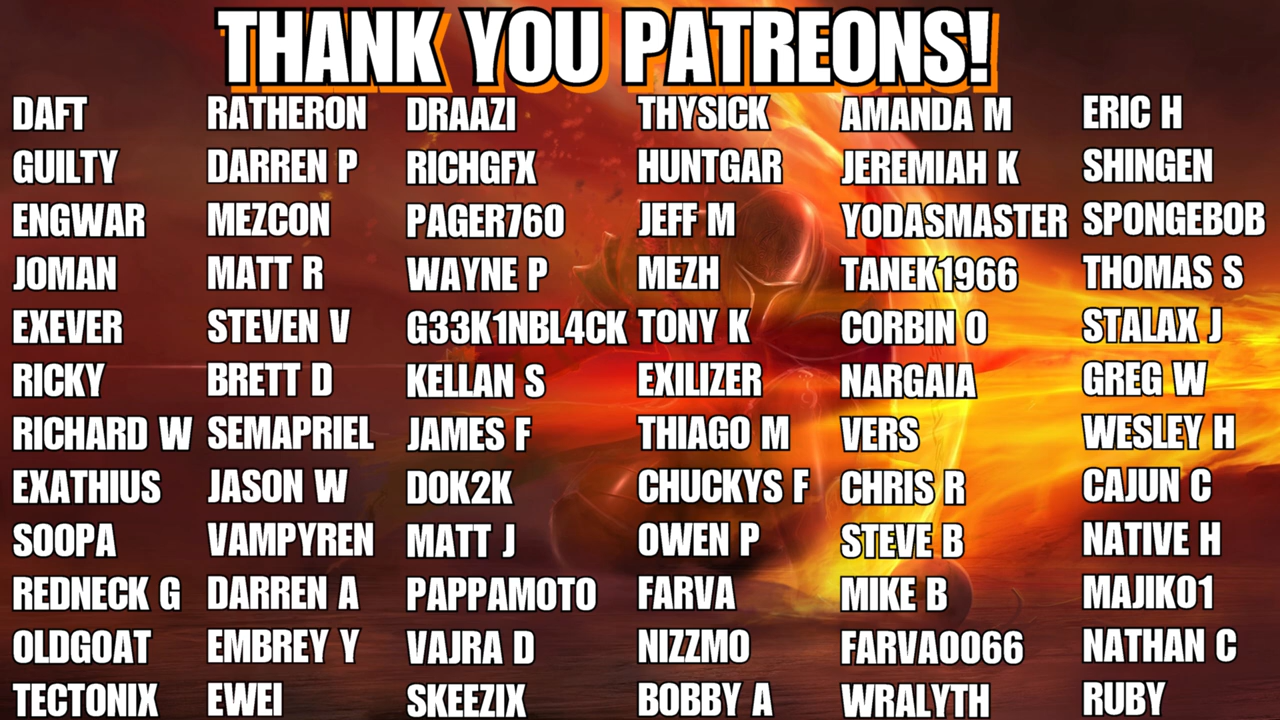 THANK YOU PATREONS!
DAFT RATHERON DRAAZI THYSICK AMANDA M ERIC H
GUILTY DARREN P RICHGFX HUNTGAR JEREMIAH K SHINGEN
ENGWAR MEZCON PAGER760 JEFF M YODASMASTER SPONGEBOB
JOMAN MATT R WAYNE P MEZH TANEK1966 THOMAS S
EXEVER STEVEN V G33K1NBL4CK TONY K CORBIN O STALAX J
RICKY BRETT D KELLAN S EXILIZER NARGAIA GREG W
RICHARD W SEMAPRIEL JAMES F THIAGO M VERS WESLEY H
EXATHIUS JASON W DOK2K CHUCKYS F CHRIS R CAJUN C
SOOPA VAMPYREN MATT J OWEN P STEVE B NATIVE H
REDNECK G DARREN A PAPPAMOTO FARVA MIKE B MAJIK01
OLDGOAT EMBREY Y VAJRA D NIZZMO FARVA0066 NATHAN C
TECTONIX EWEI SKEEZIX BOBBY A WRALYTH RUBY